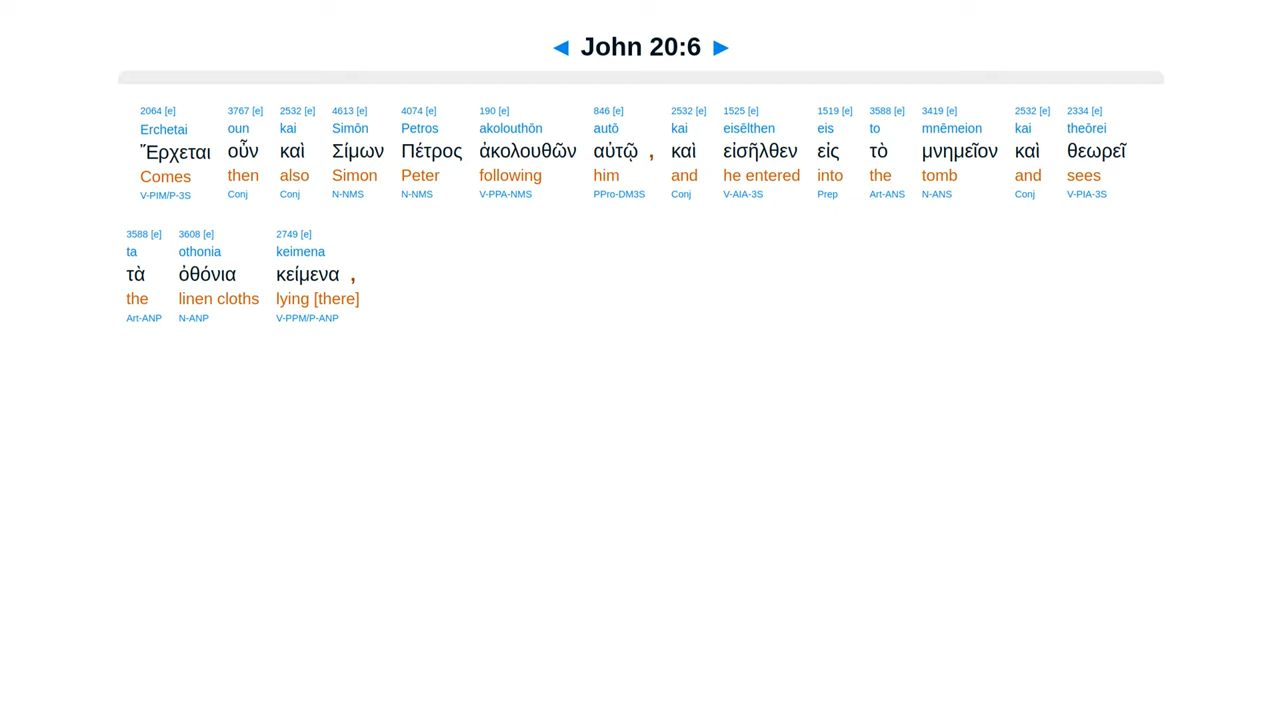 ◄ John 20:6 ►
2064 [e] 3767 [e] 2532 [e] 4613 [e] 4074 [e] 190 [e] 846 [e] 2532 [e] 1525 [e] 1519 [e] 3588 [e] 3419 [e] 2532 [e] 2334 [e]
Erchetai oun kai Simōn Petros akolouthōn autō kai eisēlthen eis to mnēmeion kai theōrei
Ἔρχεται οὖν καὶ Σίμων Πέτρος ἀκολουθῶν αὐτῷ , καὶ εἰσῆλθεν εἰς τὸ μνημεῖον καὶ θεωρεῖ
Comes then also Simon Peter following him and he entered into the tomb and sees
V-PIM/P-3S Conj Conj N-NMS N-NMS V-PPA-NMS PPro-DM3S Conj V-AIA-3S Prep Art-ANS N-ANS Conj V-PIA-3S
3588 [e] 3608 [e] 2749 [e]
ta othonia keimena
τὰ ὀθόνια κείμενα ,
the linen cloths lying [there]
Art-ANP N-ANP V-PPM/P-ANP